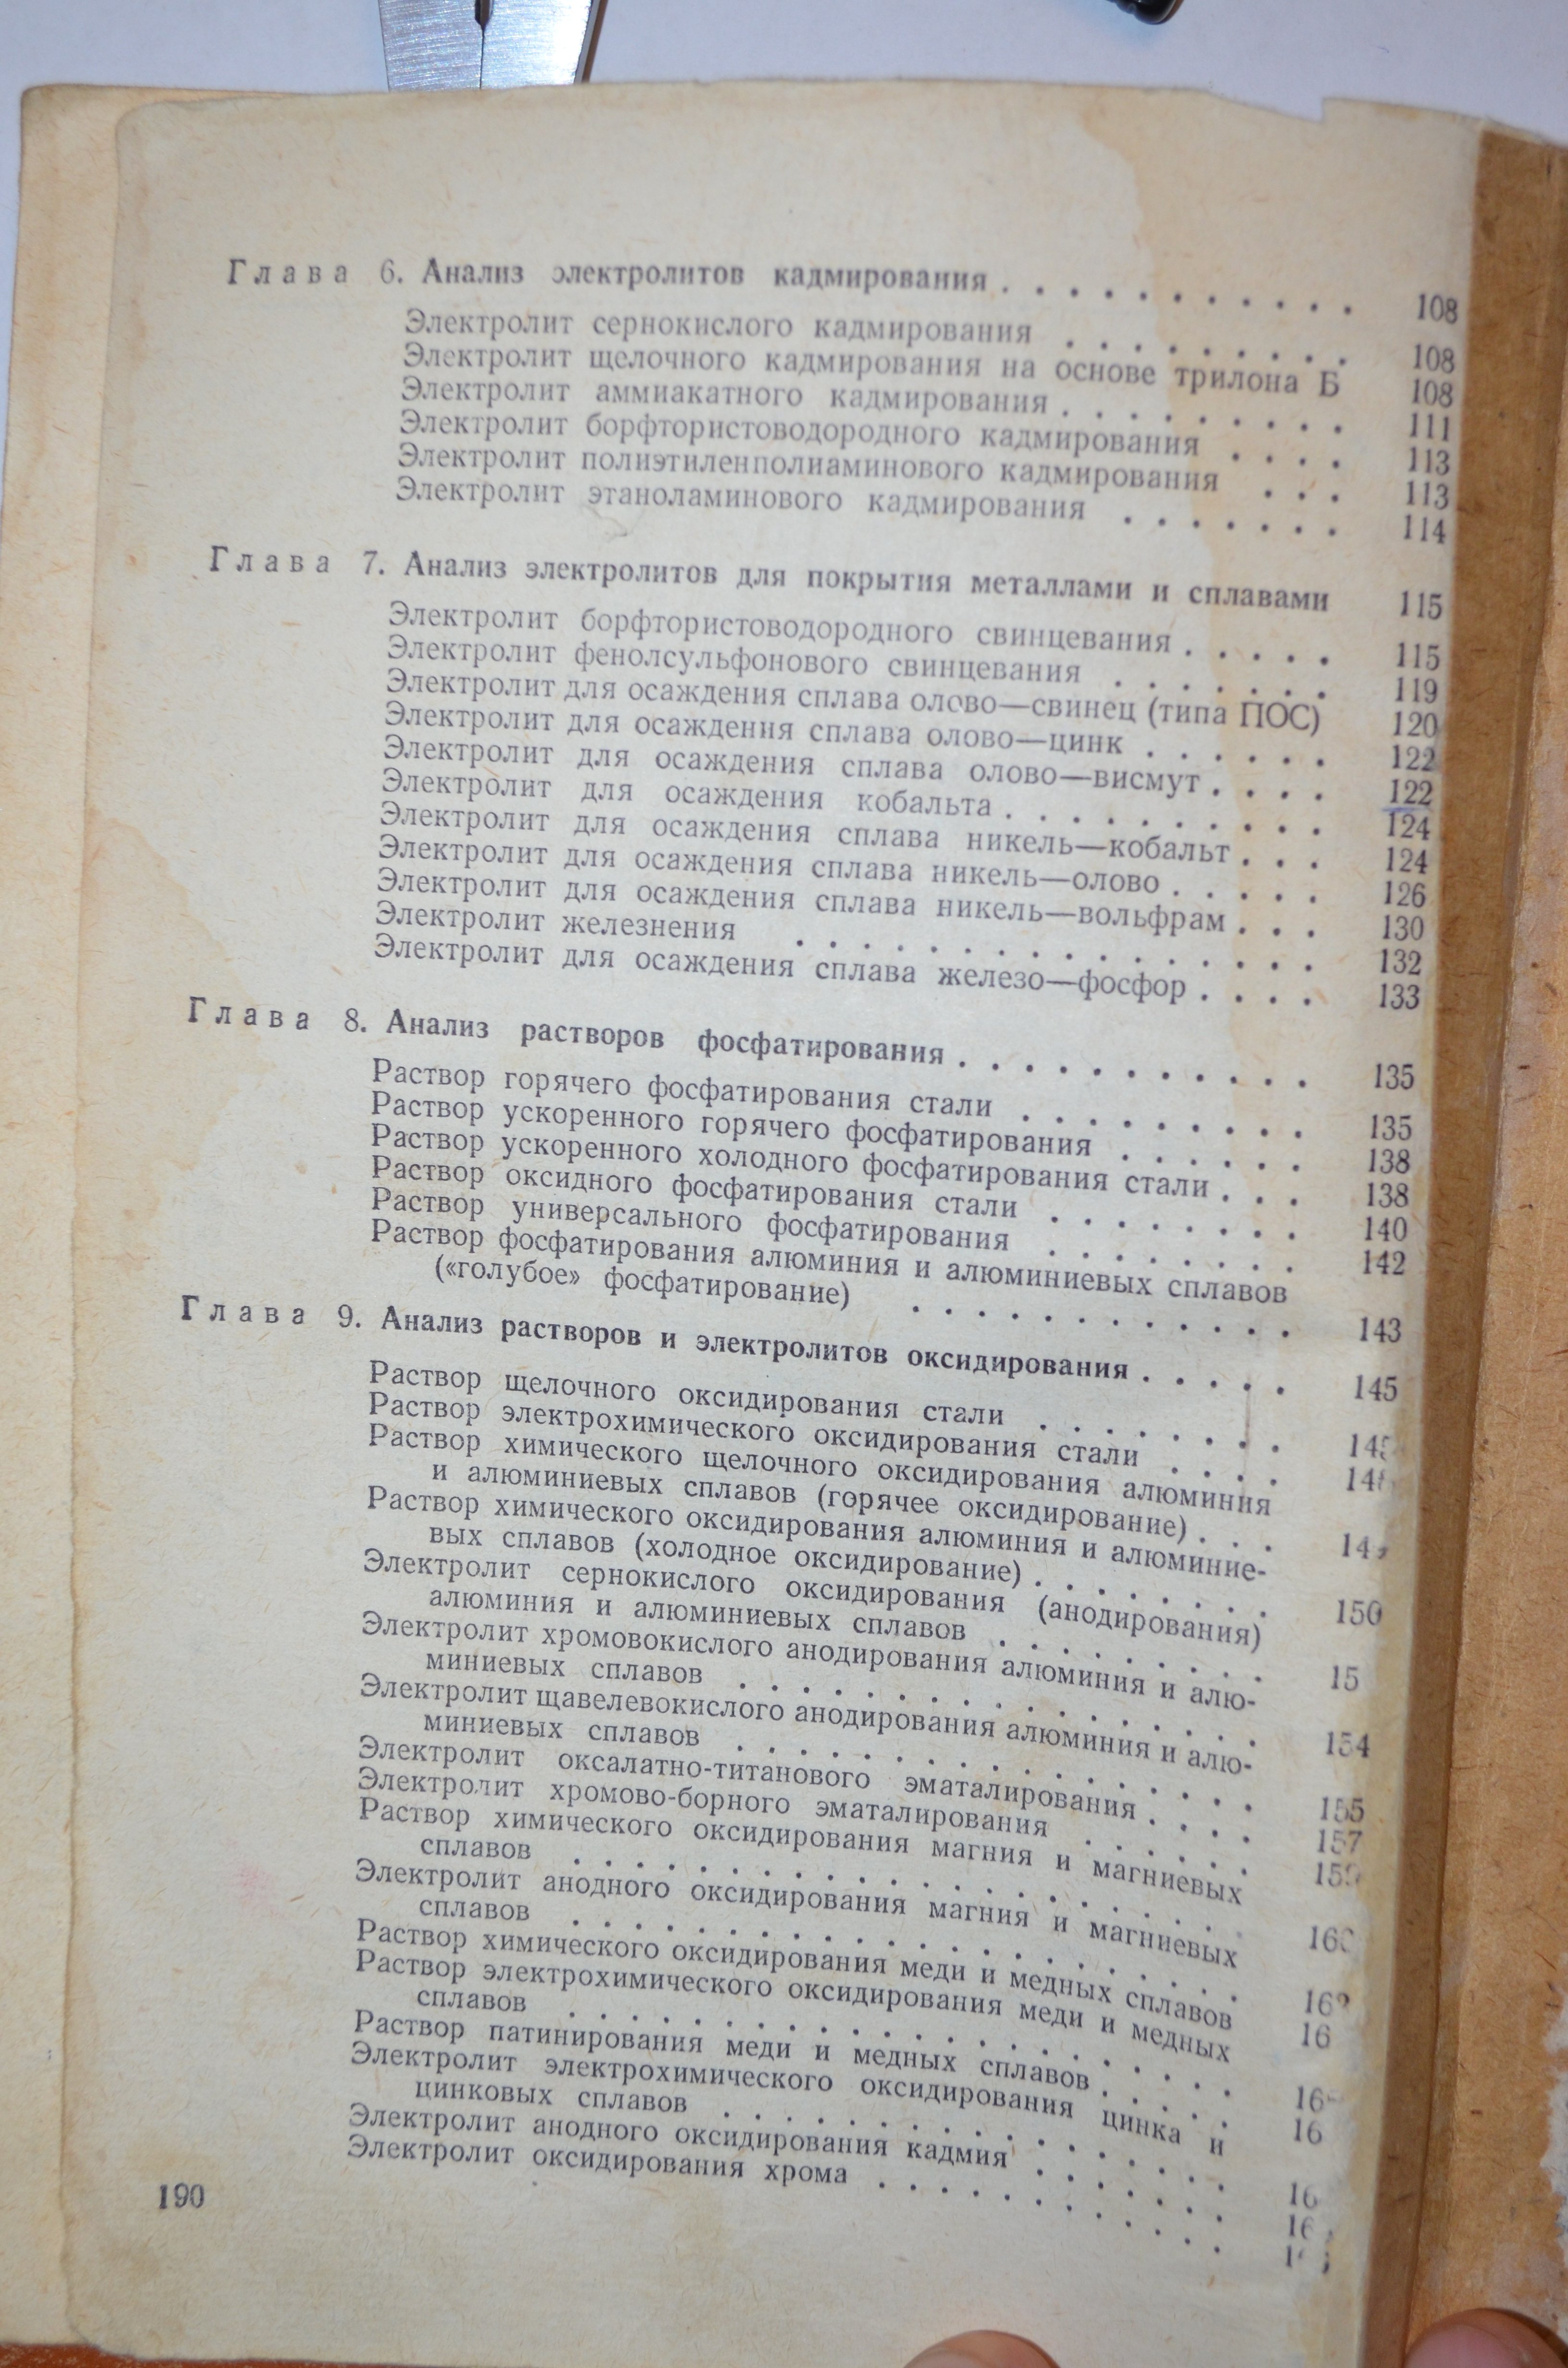 Глава 6. Анализ электролитов кадмирования . . . . . . . . . . . 108
Электролит сернокислого кадмирования . . . . . . . . . 108
Электролит щелочного кадмирования на основе трилона Б 108
Электролит аммиакатного кадмирования . . . . . . . . . 111
Электролит борфтористоводородного кадмирования . . . . 113
Электролит полиэтиленполиаминового кадмирования . . . 113
Электролит этаноламинового кадмирования . . . . . . . 114
Глава 7. Анализ электролитов для покрытия металлами и сплавами 115
Электролит борфтористоводородного свинцевания . . . . . 115
Электролит фенолсульфонового свинцевания . . . . . . . 119
Электролит для осаждения сплава олово—свинец (типа ПОС) 120
Электролит для осаждения сплава олово—цинк . . . . . . 122
Электролит для осаждения сплава олово—висмут . . . . 122
Электролит для осаждения кобальта . . . . . . . . . . 124
Электролит для осаждения сплава никель—кобальт . . . 124
Электролит для осаждения сплава никель—олово . . . . . 126
Электролит для осаждения сплава никель—вольфрам . . . 130
Электролит железнения . . . . . . . . . . . . . . . . 132
Электролит для осаждения сплава железо—фосфор . . . . 133
Глава 8. Анализ растворов фосфатирования . . . . . . . . . . . 135
Раствор горячего фосфатирования стали . . . . . . . . . 135
Раствор ускоренного горячего фосфатирования . . . . . . 138
Раствор ускоренного холодного фосфатирования стали . . . 138
Раствор оксидного фосфатирования стали . . . . . . . . 140
Раствор универсального фосфатирования . . . . . . . . 142
Раствор фосфатирования алюминия и алюминиевых сплавов
(«голубое» фосфатирование) . . . . . . . . . . . . 143
Глава 9. Анализ растворов и электролитов оксидирования . . . . . 145
Раствор щелочного оксидирования стали . . . . . . . .
Раствор электрохимического оксидирования стали . . . .
Раствор химического щелочного оксидирования алюминия
и алюминиевых сплавов (горячее оксидирование) . . .
Раствор химического оксидирования алюминия и алюминие-
вых сплавов (холодное оксидирование) . . . . . . . . 150
Электролит сернокислого оксидирования (анодирования)
алюминия и алюминиевых сплавов . . . . . . . . .
Электролит хромовокислого анодирования алюминия и алю-
миниевых сплавов . . . . . . . . . . . . . . . . . 154
Электролит щавелевокислого анодирования алюминия и алю-
миниевых сплавов . . . . . . . . . . . . . . . . . 155
Электролит оксалатно-титанового эматалирования . . . . 157
Электролит хромово-борного эматалирования . . . . . .
Раствор химического оксидирования магния и магниевых
сплавов . . . . . . . . . . . . . . . . . . . . .
Электролит анодного оксидирования магния и магниевых
сплавов . . . . . . . . . . . . . . . . . . . . .
Раствор химического оксидирования меди и медных сплавов
Раствор электрохимического оксидирования меди и медных
сплавов . . . . . . . . . . . . . . . . . . . . .
Раствор патинирования меди и медных сплавов . . . . .
Электролит электрохимического оксидирования цинка и
цинковых сплавов . . . . . . . . . . . . . . . .
Электролит анодного оксидирования кадмия . . . . . . .
Электролит оксидирования хрома . . . . . . . . . . .
190